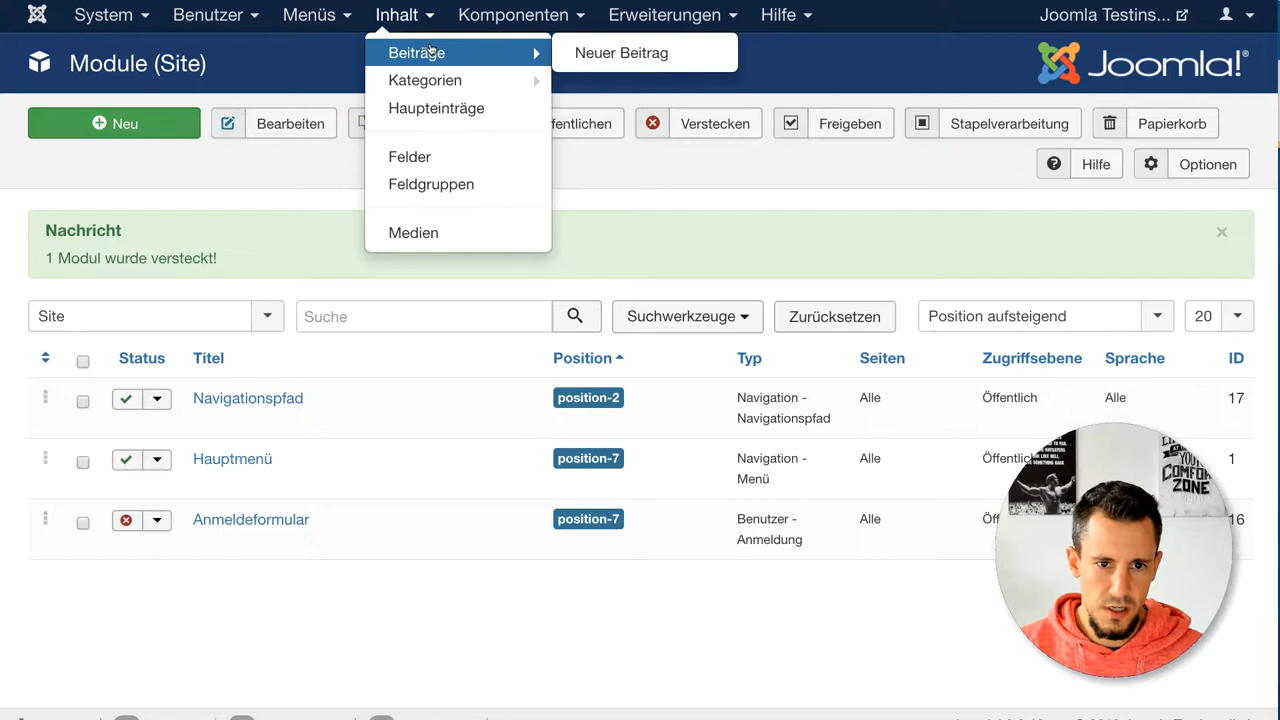 System Benutzer Menüs Inhalt Komponenten Erweiterungen Hilfe Joomla Testins...
Module (Site)
Beiträge
Neuer Beitrag
Kategorien
Haupteinträge
Felder
Feldgruppen
Medien
Joomla!
Neu Bearbeiten Verstecken Freigeben Stapelverarbeitung Papierkorb
Hilfe Optionen
Nachricht
1 Modul wurde versteckt!
×
Site Suche Suchwerkzeuge Zurücksetzen Position aufsteigend 20
Status Titel Position Typ Seiten Zugriffsebene Sprache ID
Navigationspfad position-2 Navigation - Navigationspfad Alle Öffentlich Alle 17
Hauptmenü position-7 Navigation - Menü Alle 1
Anmeldeformular position-7 Benutzer - Anmeldung Alle 16
YOUR
COMFORT
ZONE